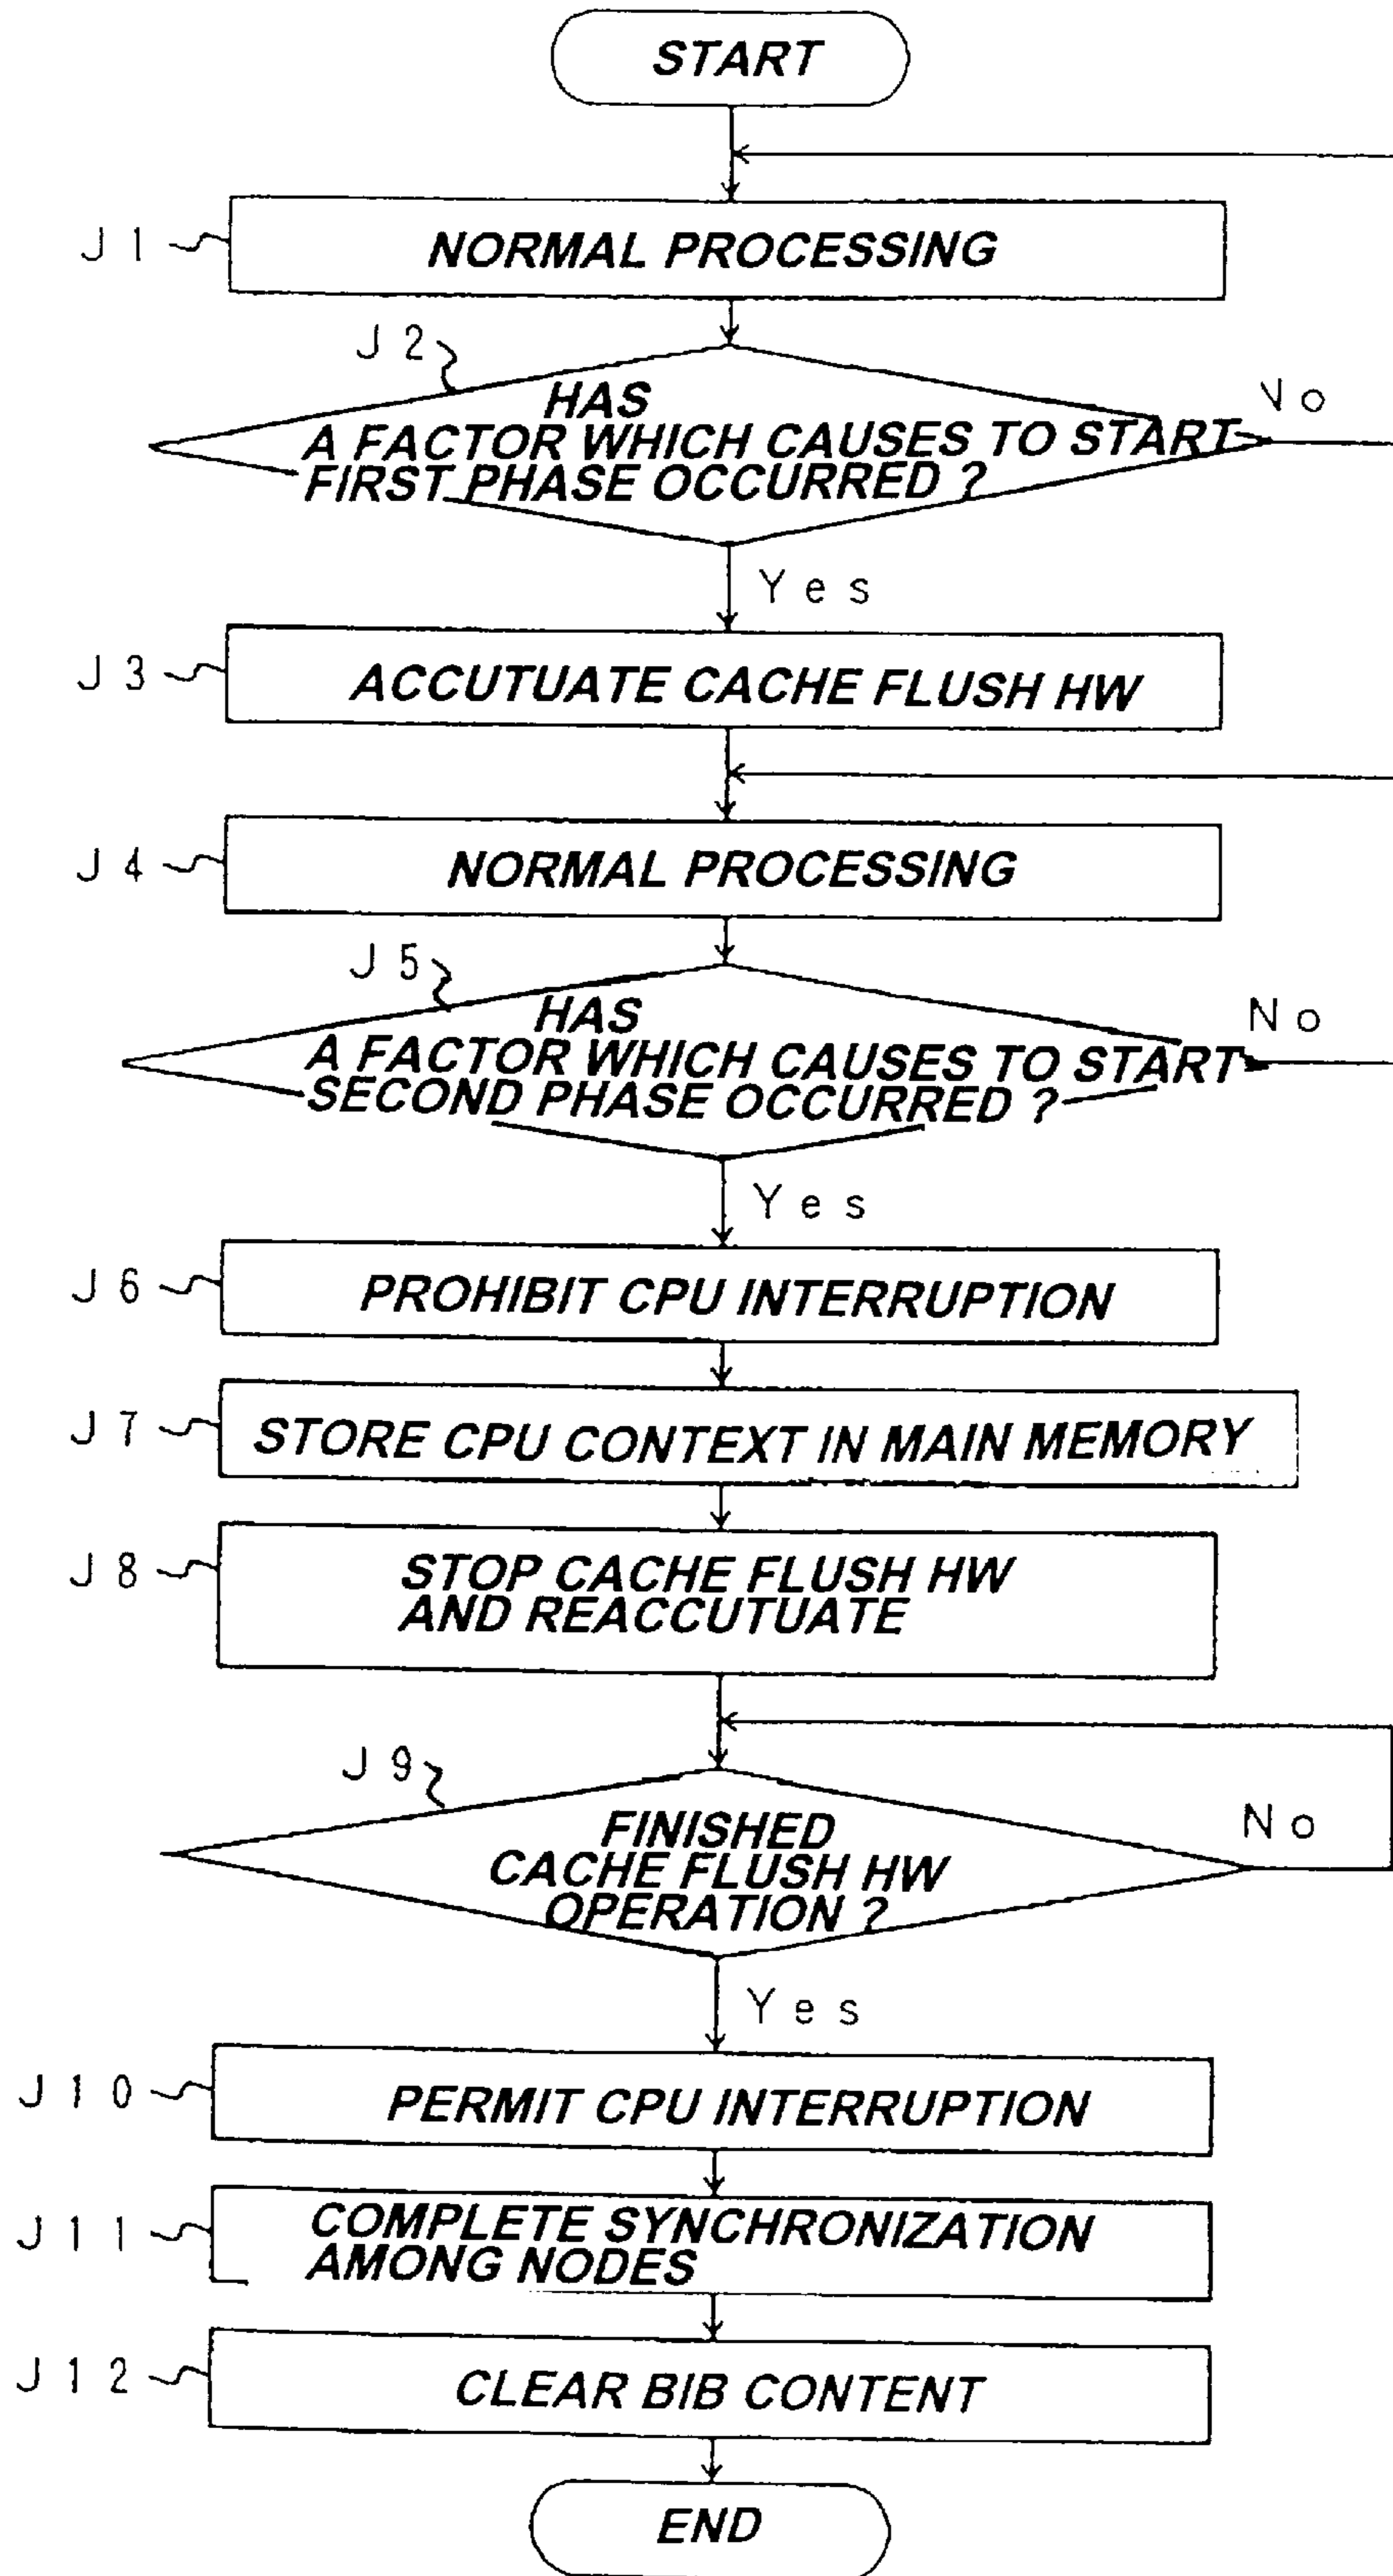 START
J1
NORMAL PROCESSING
J2
HAS
A FACTOR WHICH CAUSES TO START
FIRST PHASE OCCURRED ?
No
Yes
J3
ACCUTUATE CACHE FLUSH HW
J4
NORMAL PROCESSING
J5
HAS
A FACTOR WHICH CAUSES TO START
SECOND PHASE OCCURRED ?
No
Yes
J6
PROHIBIT CPU INTERRUPTION
J7
STORE CPU CONTEXT IN MAIN MEMORY
J8
STOP CACHE FLUSH HW
AND REACCUTUATE
J9
FINISHED
CACHE FLUSH HW
OPERATION ?
No
Yes
J10
PERMIT CPU INTERRUPTION
J11
COMPLETE SYNCHRONIZATION
AMONG NODES
J12
CLEAR BIB CONTENT
END